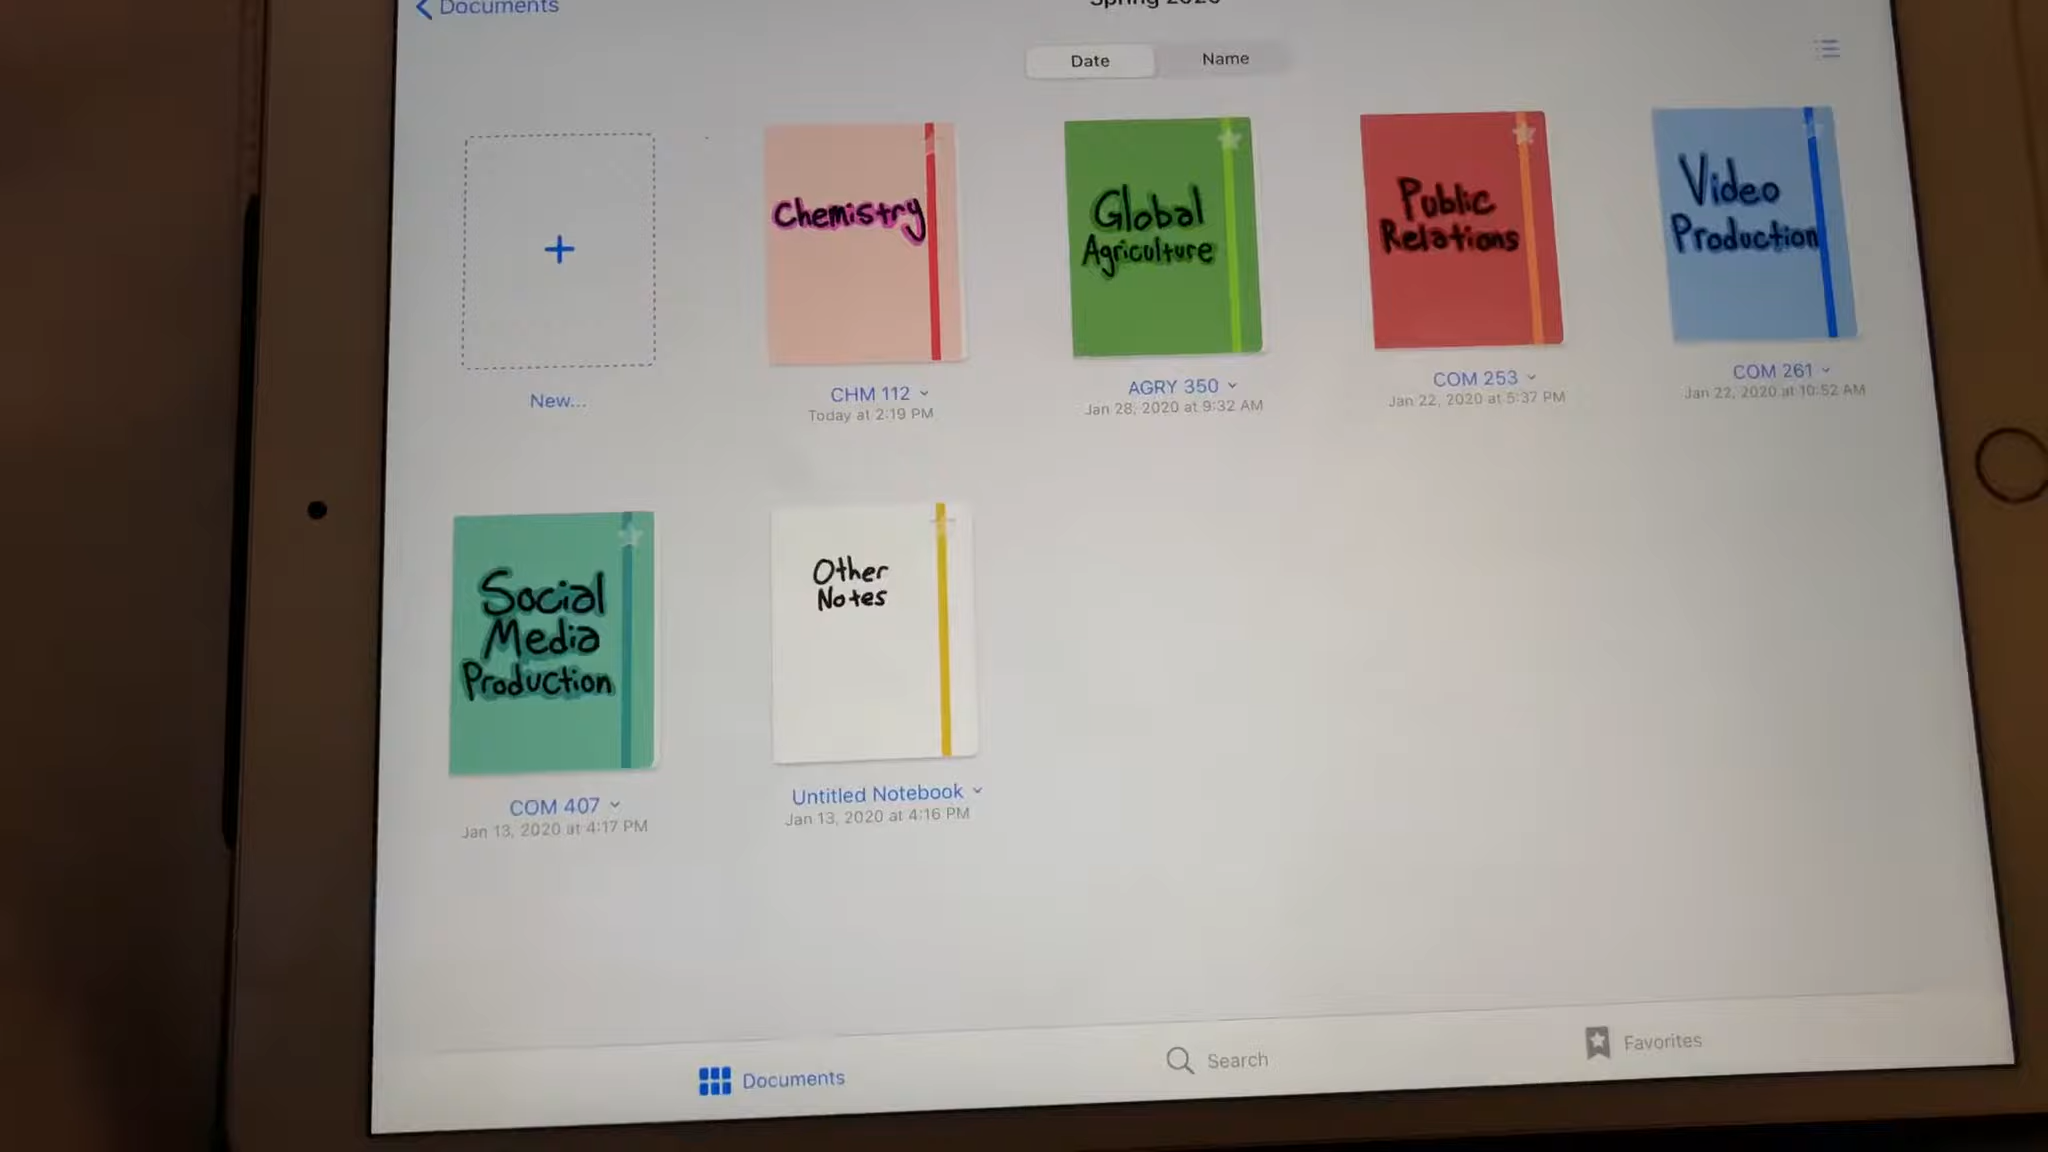 Documents
Spring 2020
Date
Name
Chemistry
Global
Agriculture
Public
Relations
Video
Production
New...
CHM 112
Today at 2:19 PM
AGRY 350
Jan 28, 2020 at 9:32 AM
COM 253
Jan 22, 2020 at 5:37 PM
COM 261
Jan 22, 2020 at 10:52 AM
Social
Media
Production
Other
Notes
COM 407
Jan 13, 2020 at 4:17 PM
Untitled Notebook
Jan 13, 2020 at 4:16 PM
Documents
Search
Favorites